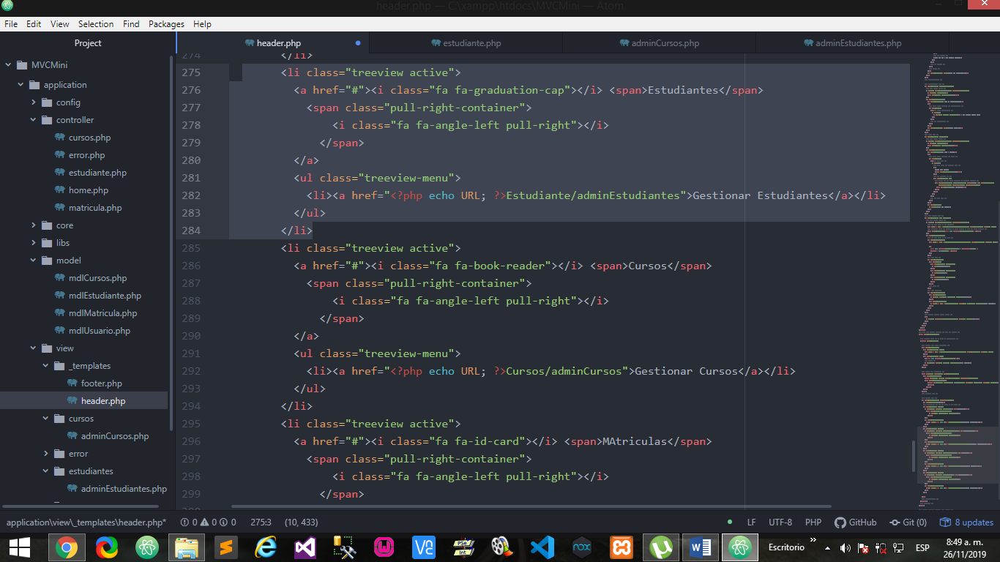 header.php — C:\xampp\htdocs\MVCMini — Atom
File Edit View Selection Find Packages Help
Project
header.php
estudiante.php
adminCursos.php
adminEstudiantes.php
MVCMini
application
config
controller
cursos.php
error.php
estudiante.php
home.php
matricula.php
core
libs
model
mdlCursos.php
mdlEstudiante.php
mdlMatricula.php
mdlUsuario.php
view
_templates
footer.php
header.php
cursos
adminCursos.php
error
estudiantes
adminEstudiantes.php
274 </li>
275 <li class="treeview active">
276 <a href="#"><i class="fa fa-graduation-cap"></i> <span>Estudiantes</span>
277 <span class="pull-right-container">
278 <i class="fa fa-angle-left pull-right"></i>
279 </span>
280 </a>
281 <ul class="treeview-menu">
282 <li><a href="<?php echo URL; ?>Estudiante/adminEstudiantes">Gestionar Estudiantes</a></li>
283 </ul>
284 </li>
285 <li class="treeview active">
286 <a href="#"><i class="fa fa-book-reader"></i> <span>Cursos</span>
287 <span class="pull-right-container">
288 <i class="fa fa-angle-left pull-right"></i>
289 </span>
290 </a>
291 <ul class="treeview-menu">
292 <li><a href="<?php echo URL; ?>Cursos/adminCursos">Gestionar Cursos</a></li>
293 </ul>
294 </li>
295 <li class="treeview active">
296 <a href="#"><i class="fa fa-id-card"></i> <span>MAtriculas</span>
297 <span class="pull-right-container">
298 <i class="fa fa-angle-left pull-right"></i>
299 </span>
application\view\_templates\header.php* 0 0 0 275:3 (10, 433) LF UTF-8 PHP GitHub Git (0) 8 updates
Escritorio » ESP 8:49 a. m.
26/11/2019